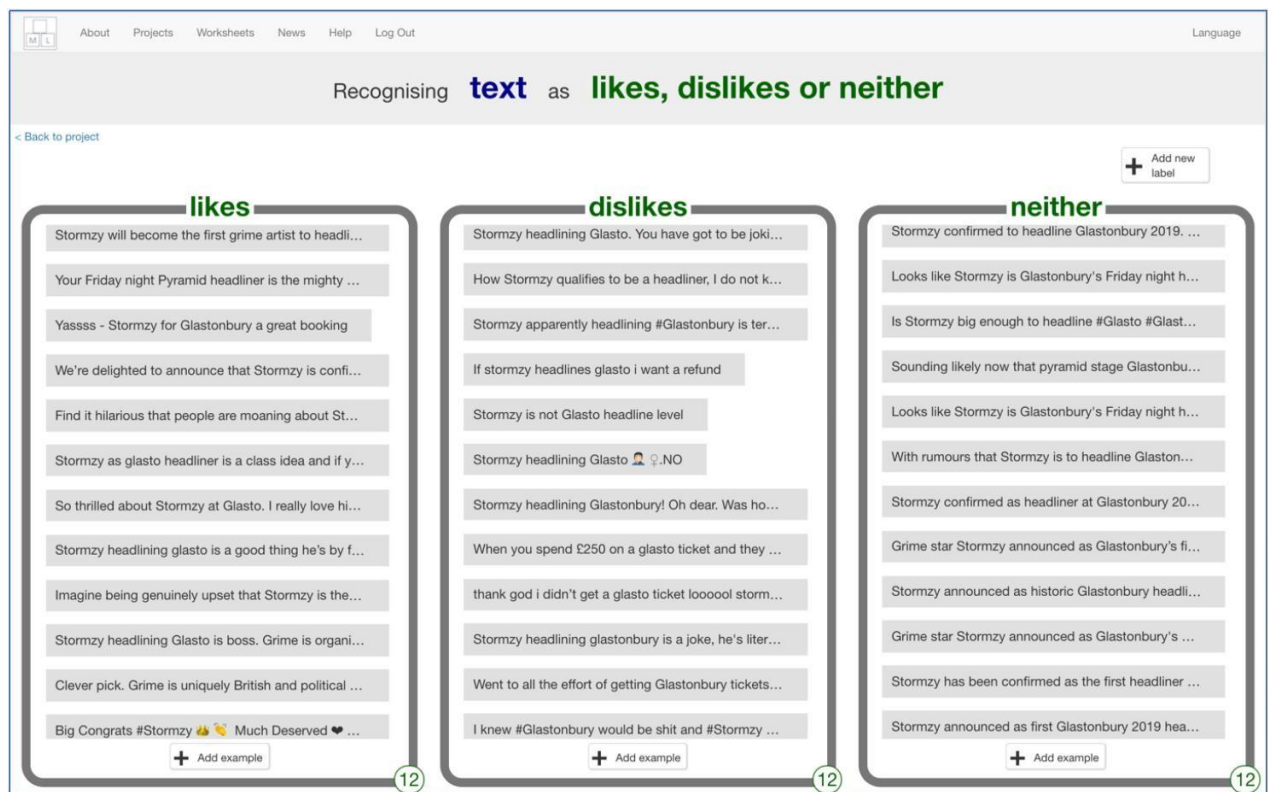 M L About Projects Worksheets News Help Log Out Language
Recognising text as likes, dislikes or neither
< Back to project
+ Add new
label
likes
Stormzy will become the first grime artist to headli…
Your Friday night Pyramid headliner is the mighty …
Yassss - Stormzy for Glastonbury a great booking
We're delighted to announce that Stormzy is confi…
Find it hilarious that people are moaning about St…
Stormzy as glasto headliner is a class idea and if y…
So thrilled about Stormzy at Glasto. I really love hi…
Stormzy headlining glasto is a good thing he's by f…
Imagine being genuinely upset that Stormzy is the…
Stormzy headlining Glasto is boss. Grime is organi…
Clever pick. Grime is uniquely British and political …
Big Congrats #Stormzy 👑 👏 Much Deserved ❤ …
+ Add example
12
dislikes
Stormzy headlining Glasto. You have got to be joki…
How Stormzy qualifies to be a headliner, I do not k…
Stormzy apparently headlining #Glastonbury is ter…
If stormzy headlines glasto i want a refund
Stormzy is not Glasto headline level
Stormzy headlining Glasto 🤦🏻 ♀.NO
Stormzy headlining Glastonbury! Oh dear. Was ho…
When you spend £250 on a glasto ticket and they …
thank god i didn't get a glasto ticket loooool storm…
Stormzy headlining glastonbury is a joke, he's liter…
Went to all the effort of getting Glastonbury tickets…
I knew #Glastonbury would be shit and #Stormzy …
+ Add example
12
neither
Stormzy confirmed to headline Glastonbury 2019. …
Looks like Stormzy is Glastonbury's Friday night h…
Is Stormzy big enough to headline #Glasto #Glast…
Sounding likely now that pyramid stage Glastonbu…
Looks like Stormzy is Glastonbury's Friday night h…
With rumours that Stormzy is to headline Glaston…
Stormzy confirmed as headliner at Glastonbury 20…
Grime star Stormzy announced as Glastonbury's fi…
Stormzy announced as historic Glastonbury headli…
Grime star Stormzy announced as Glastonbury's …
Stormzy has been confirmed as the first headliner …
Stormzy announced as first Glastonbury 2019 hea…
+ Add example
12